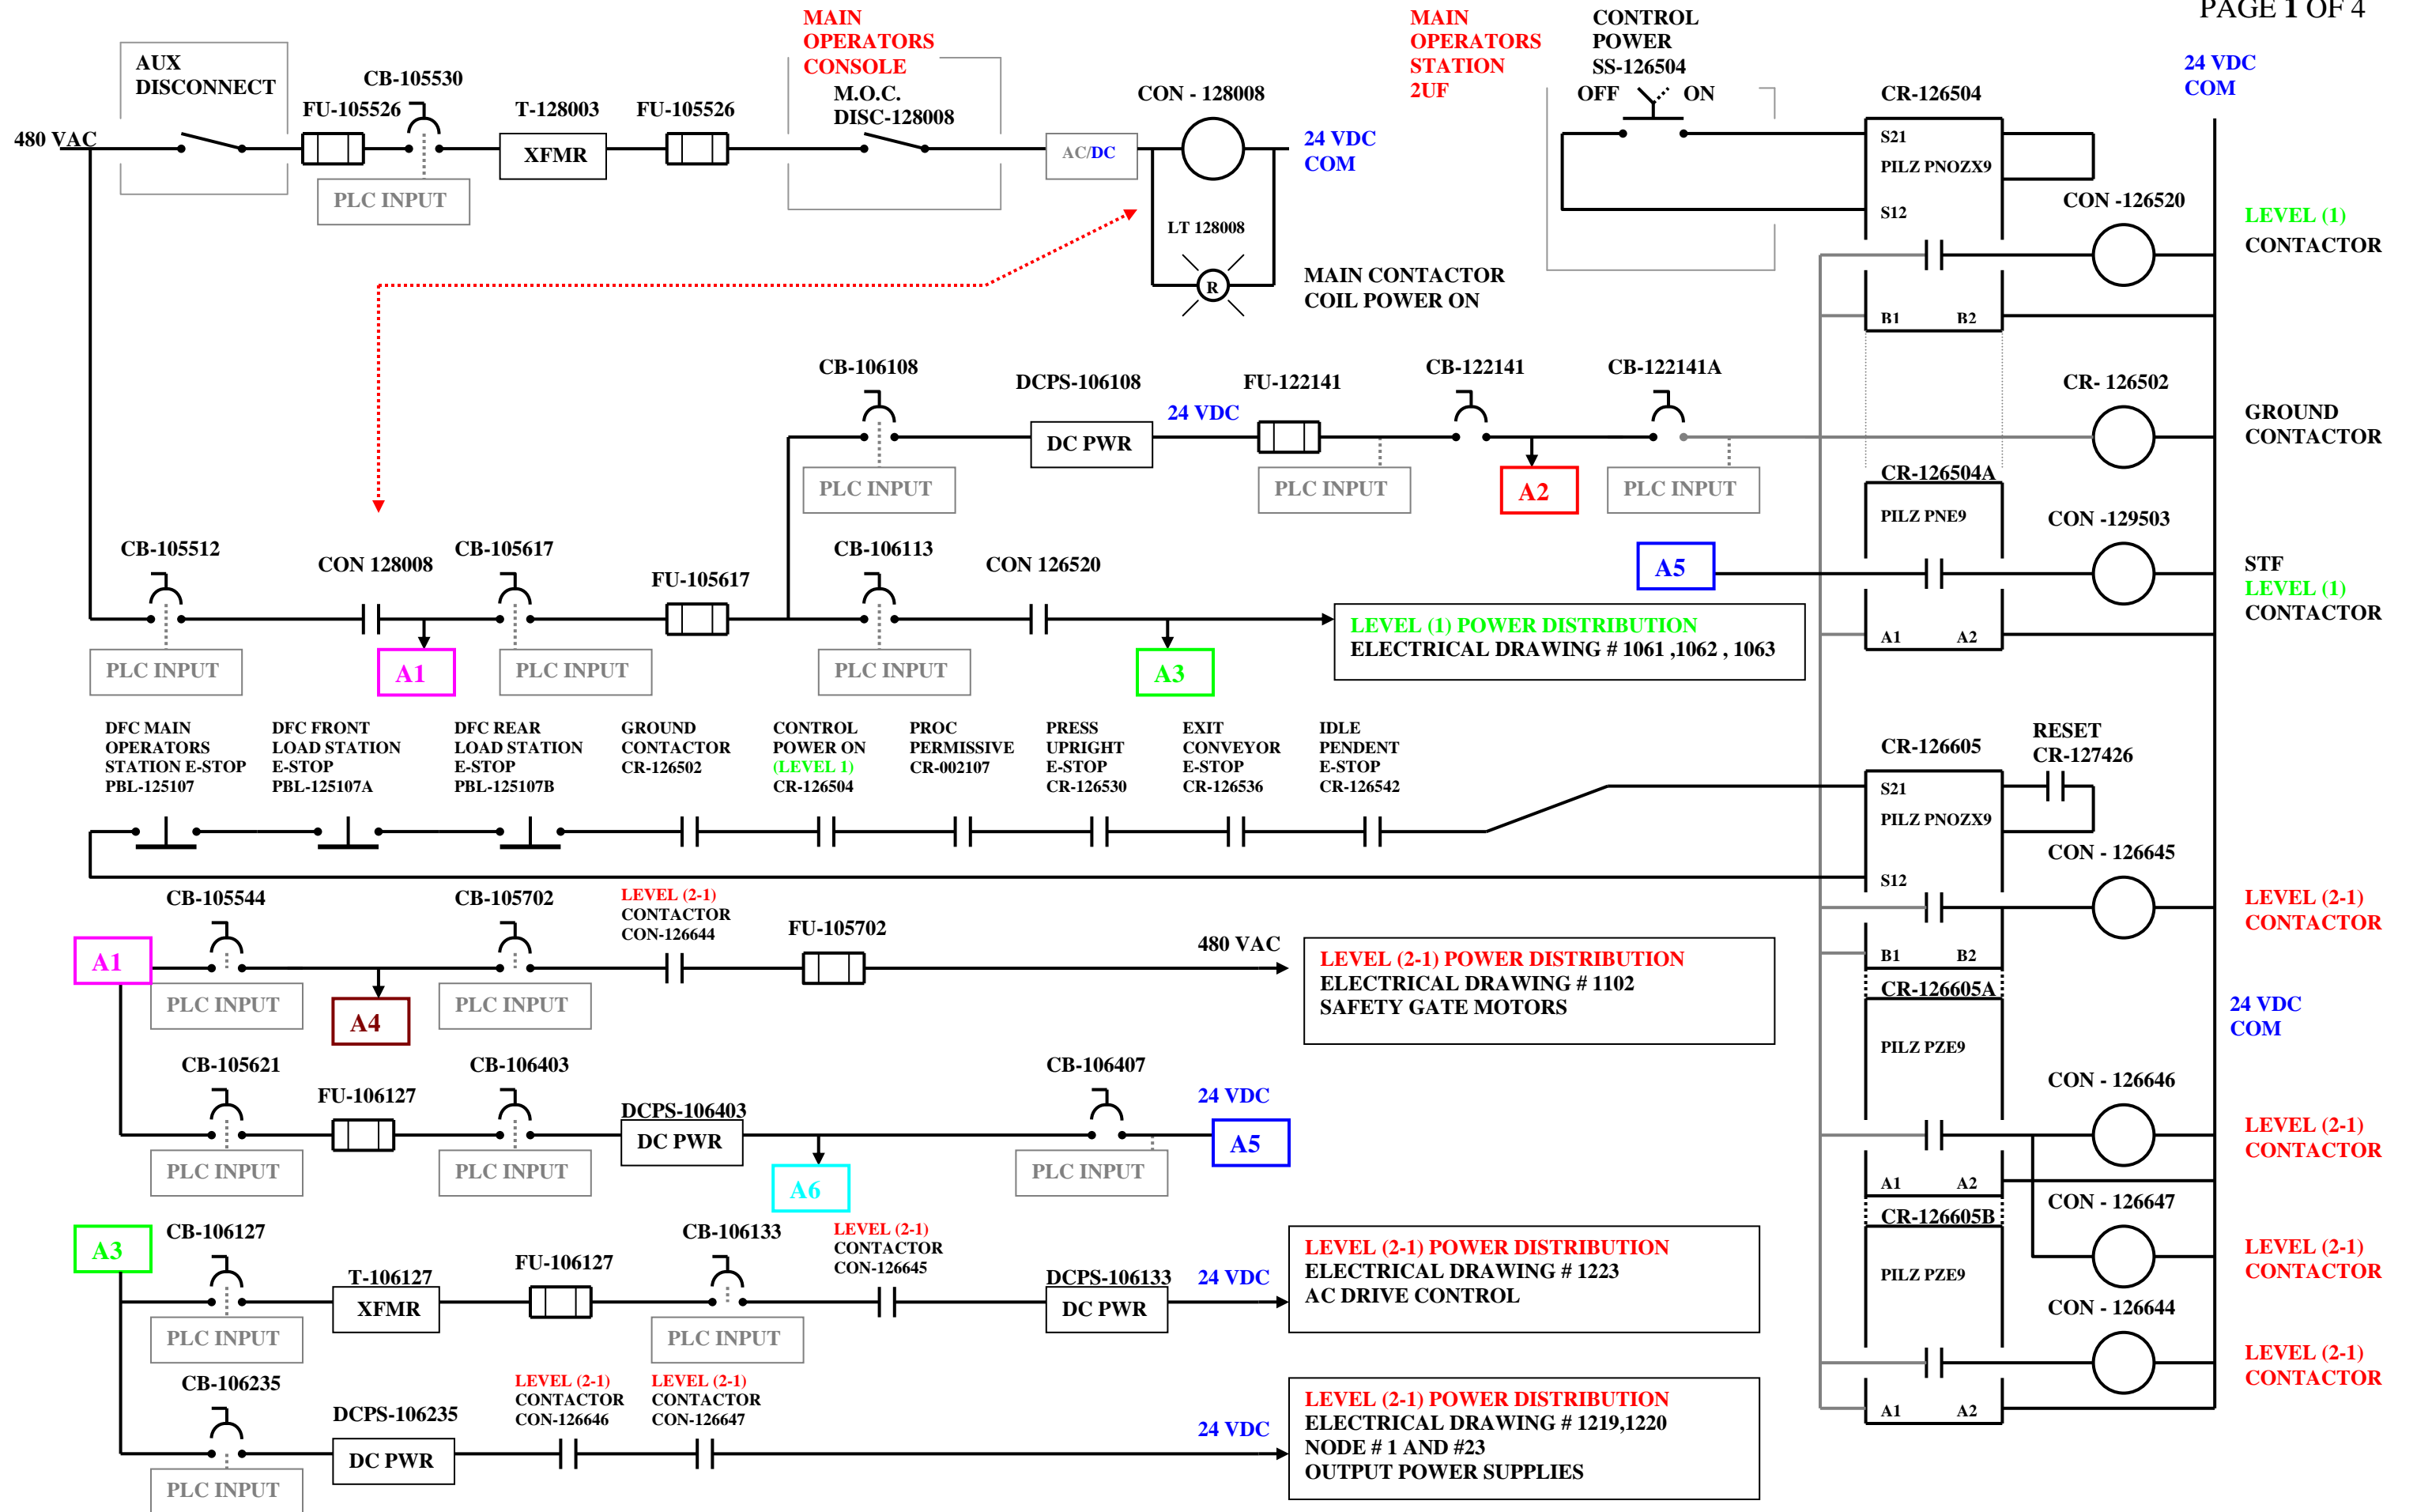 PAGE 1 OF 4
MAIN
OPERATORS
CONSOLE
MAIN
OPERATORS
STATION
2UF
CONTROL
POWER
SS-126504
OFF ON
24 VDC
COM
AUX
DISCONNECT
CB-105530
FU-105526
T-128003
FU-105526
M.O.C.
DISC-128008
CON - 128008
CR-126504
480 VAC
XFMR
AC/DC
24 VDC
COM
S21
PILZ PNOZX9
S12
PLC INPUT
CON -126520
LEVEL (1)
CONTACTOR
LT 128008
R
MAIN CONTACTOR
COIL POWER ON
B1 B2
CB-106108
DCPS-106108
24 VDC
FU-122141
CB-122141
CB-122141A
CR- 126502
GROUND
CONTACTOR
DC PWR
PLC INPUT
PLC INPUT
A2
PLC INPUT
CR-126504A
PILZ PNE9
CON -129503
CB-105512
CON 128008
CB-105617
FU-105617
CB-106113
CON 126520
A5
STF
LEVEL (1)
CONTACTOR
LEVEL (1) POWER DISTRIBUTION
ELECTRICAL DRAWING # 1061 ,1062 , 1063
A1 A2
PLC INPUT
A1
PLC INPUT
PLC INPUT
A3
DFC MAIN
OPERATORS
STATION E-STOP
PBL-125107
DFC FRONT
LOAD STATION
E-STOP
PBL-125107A
DFC REAR
LOAD STATION
E-STOP
PBL-125107B
GROUND
CONTACTOR
CR-126502
CONTROL
POWER ON
(LEVEL 1)
CR-126504
PROC
PERMISSIVE
CR-002107
PRESS
UPRIGHT
E-STOP
CR-126530
EXIT
CONVEYOR
E-STOP
CR-126536
IDLE
PENDENT
E-STOP
CR-126542
CR-126605
RESET
CR-127426
S21
PILZ PNOZX9
S12
CON - 126645
LEVEL (2-1)
CONTACTOR
B1 B2
CB-105544
CB-105702
LEVEL (2-1)
CONTACTOR
CON-126644
FU-105702
480 VAC
A1
PLC INPUT
A4
PLC INPUT
LEVEL (2-1) POWER DISTRIBUTION
ELECTRICAL DRAWING # 1102
SAFETY GATE MOTORS
CR-126605A
24 VDC
COM
PILZ PZE9
CB-105621
FU-106127
CB-106403
DCPS-106403
DC PWR
CB-106407
24 VDC
A5
CON - 126646
LEVEL (2-1)
CONTACTOR
PLC INPUT
PLC INPUT
A6
PLC INPUT
A1 A2
CON - 126647
CR-126605B
LEVEL (2-1)
CONTACTOR
A3
CB-106127
T-106127
XFMR
FU-106127
CB-106133
LEVEL (2-1)
CONTACTOR
CON-126645
DCPS-106133
DC PWR
24 VDC
LEVEL (2-1) POWER DISTRIBUTION
ELECTRICAL DRAWING # 1223
AC DRIVE CONTROL
PILZ PZE9
CON - 126644
PLC INPUT
PLC INPUT
LEVEL (2-1)
CONTACTOR
CB-106235
DCPS-106235
DC PWR
LEVEL (2-1)
CONTACTOR
CON-126646
LEVEL (2-1)
CONTACTOR
CON-126647
24 VDC
LEVEL (2-1) POWER DISTRIBUTION
ELECTRICAL DRAWING # 1219,1220
NODE # 1 AND #23
OUTPUT POWER SUPPLIES
A1 A2
PLC INPUT